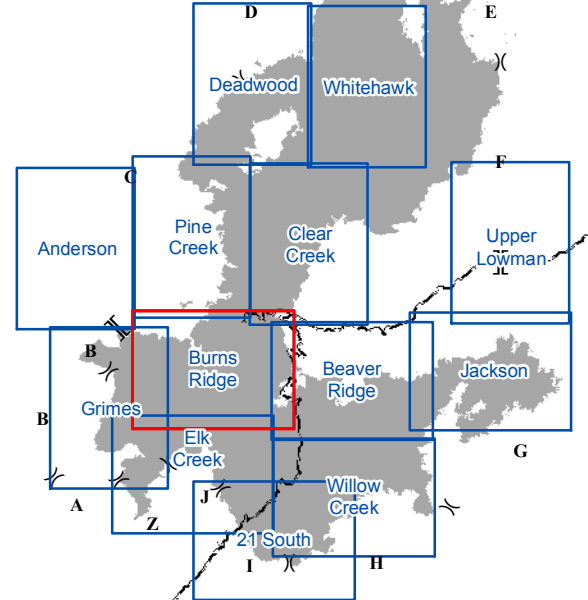 D
E
Deadwood
Whitehawk
C
F
Anderson
Pine
Creek
Clear
Creek
Upper
Lowman
B
Burns
Ridge
Beaver
Ridge
Jackson
B
Grimes
Elk
Creek
G
A
Z
J
Willow
Creek
21 South
I
H